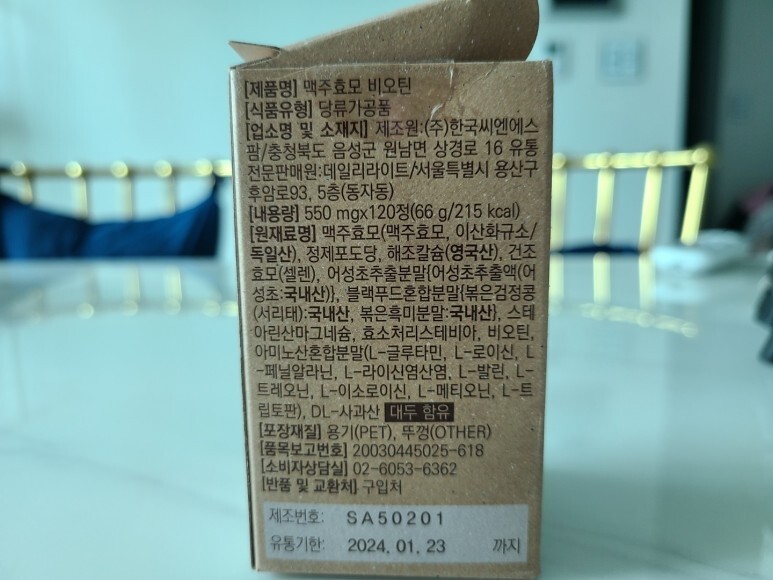 [제품명] 맥주효모 비오틴
[식품유형] 당류가공품
[업소명 및 소재지] 제조원:(주)한국씨엔에스
팜/충청북도 음성군 원남면 상경로 16 유통
전문판매원:데일리라이트/서울특별시 용산구
후암로93, 5층(동자동)
[내용량] 550 mgx120정(66 g/215 kcal)
[원재료명] 맥주효모(맥주효모, 이산화규소/
독일산), 정제포도당, 해조칼슘(영국산), 건조
효모(셀렌), 어성초추출분말{어성초추출액(어
성초:국내산)}, 블랙푸드혼합분말(볶은검정콩
(서리태):국내산, 볶은흑미분말:국내산), 스테
아린산마그네슘, 효소처리스테비아, 비오틴,
아미노산혼합분말(L-글루타민, L-로이신, L
-페닐알라닌, L-라이신염산염, L-발린, L-
트레오닌, L-이소로이신, L-메티오닌, L-트
립토판), DL-사과산 대두 함유
[포장재질] 용기(PET), 뚜껑(OTHER)
[품목보고번호] 20030445025-618
[소비자상담실] 02-6053-6362
[반품 및 교환처] 구입처
제조번호: SA50201
유통기한: 2024. 01. 23 까지